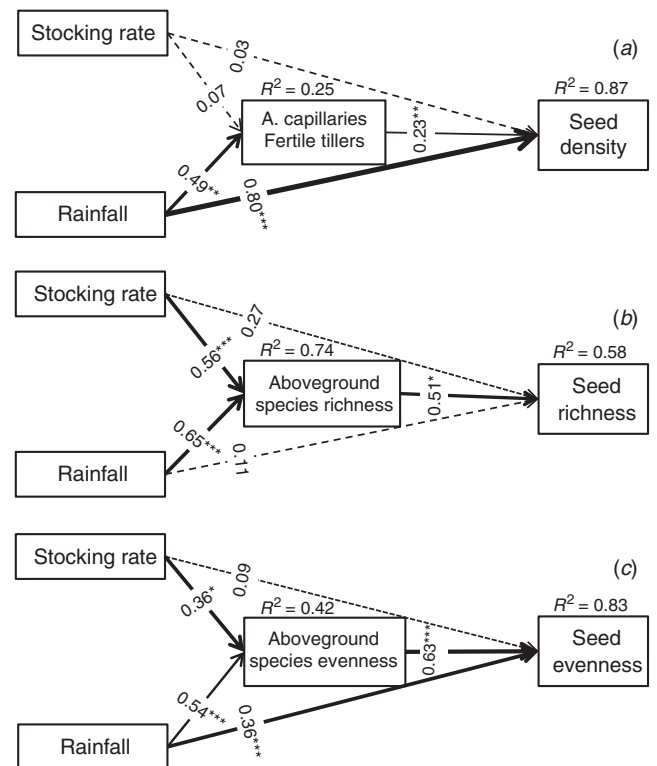 Stocking rate
(a)
0.03
R² = 0.25
R² = 0.87
0.07
A. capillaries
Fertile tillers
0.23**
Seed
density
0.49**
0.80***
Rainfall
Stocking rate
(b)
0.27
0.56***
R² = 0.74
R² = 0.58
Aboveground
species richness
0.51*
Seed
richness
0.65***
0.11
Rainfall
Stocking rate
(c)
0.09
0.36*
R² = 0.42
R² = 0.83
Aboveground
species evenness
0.63***
Seed
evenness
0.54***
0.36****
Rainfall